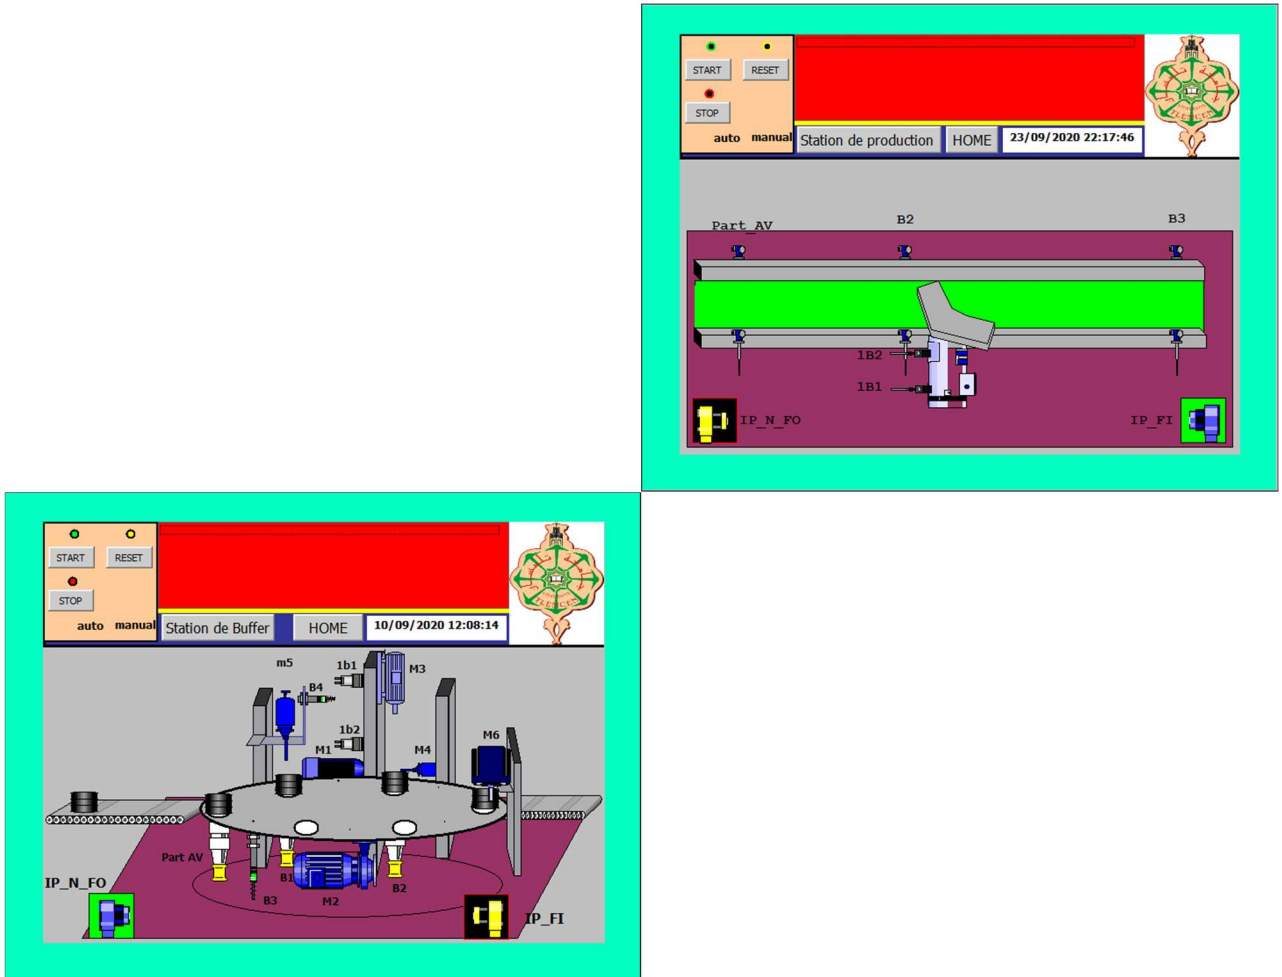 START RESET
STOP
auto manual
Station de production HOME 23/09/2020 22:17:46
Part_AV B2 B3
1B2
1B1
IP_N_FO IP_FI
START RESET
STOP
auto manual
Station de Buffer HOME 10/09/2020 12:08:14
m5 1b1 M3
B4
1b2 M6
M1 M4
Part AV
B1 B2
IP_N_FO B3 M2
IP_FI